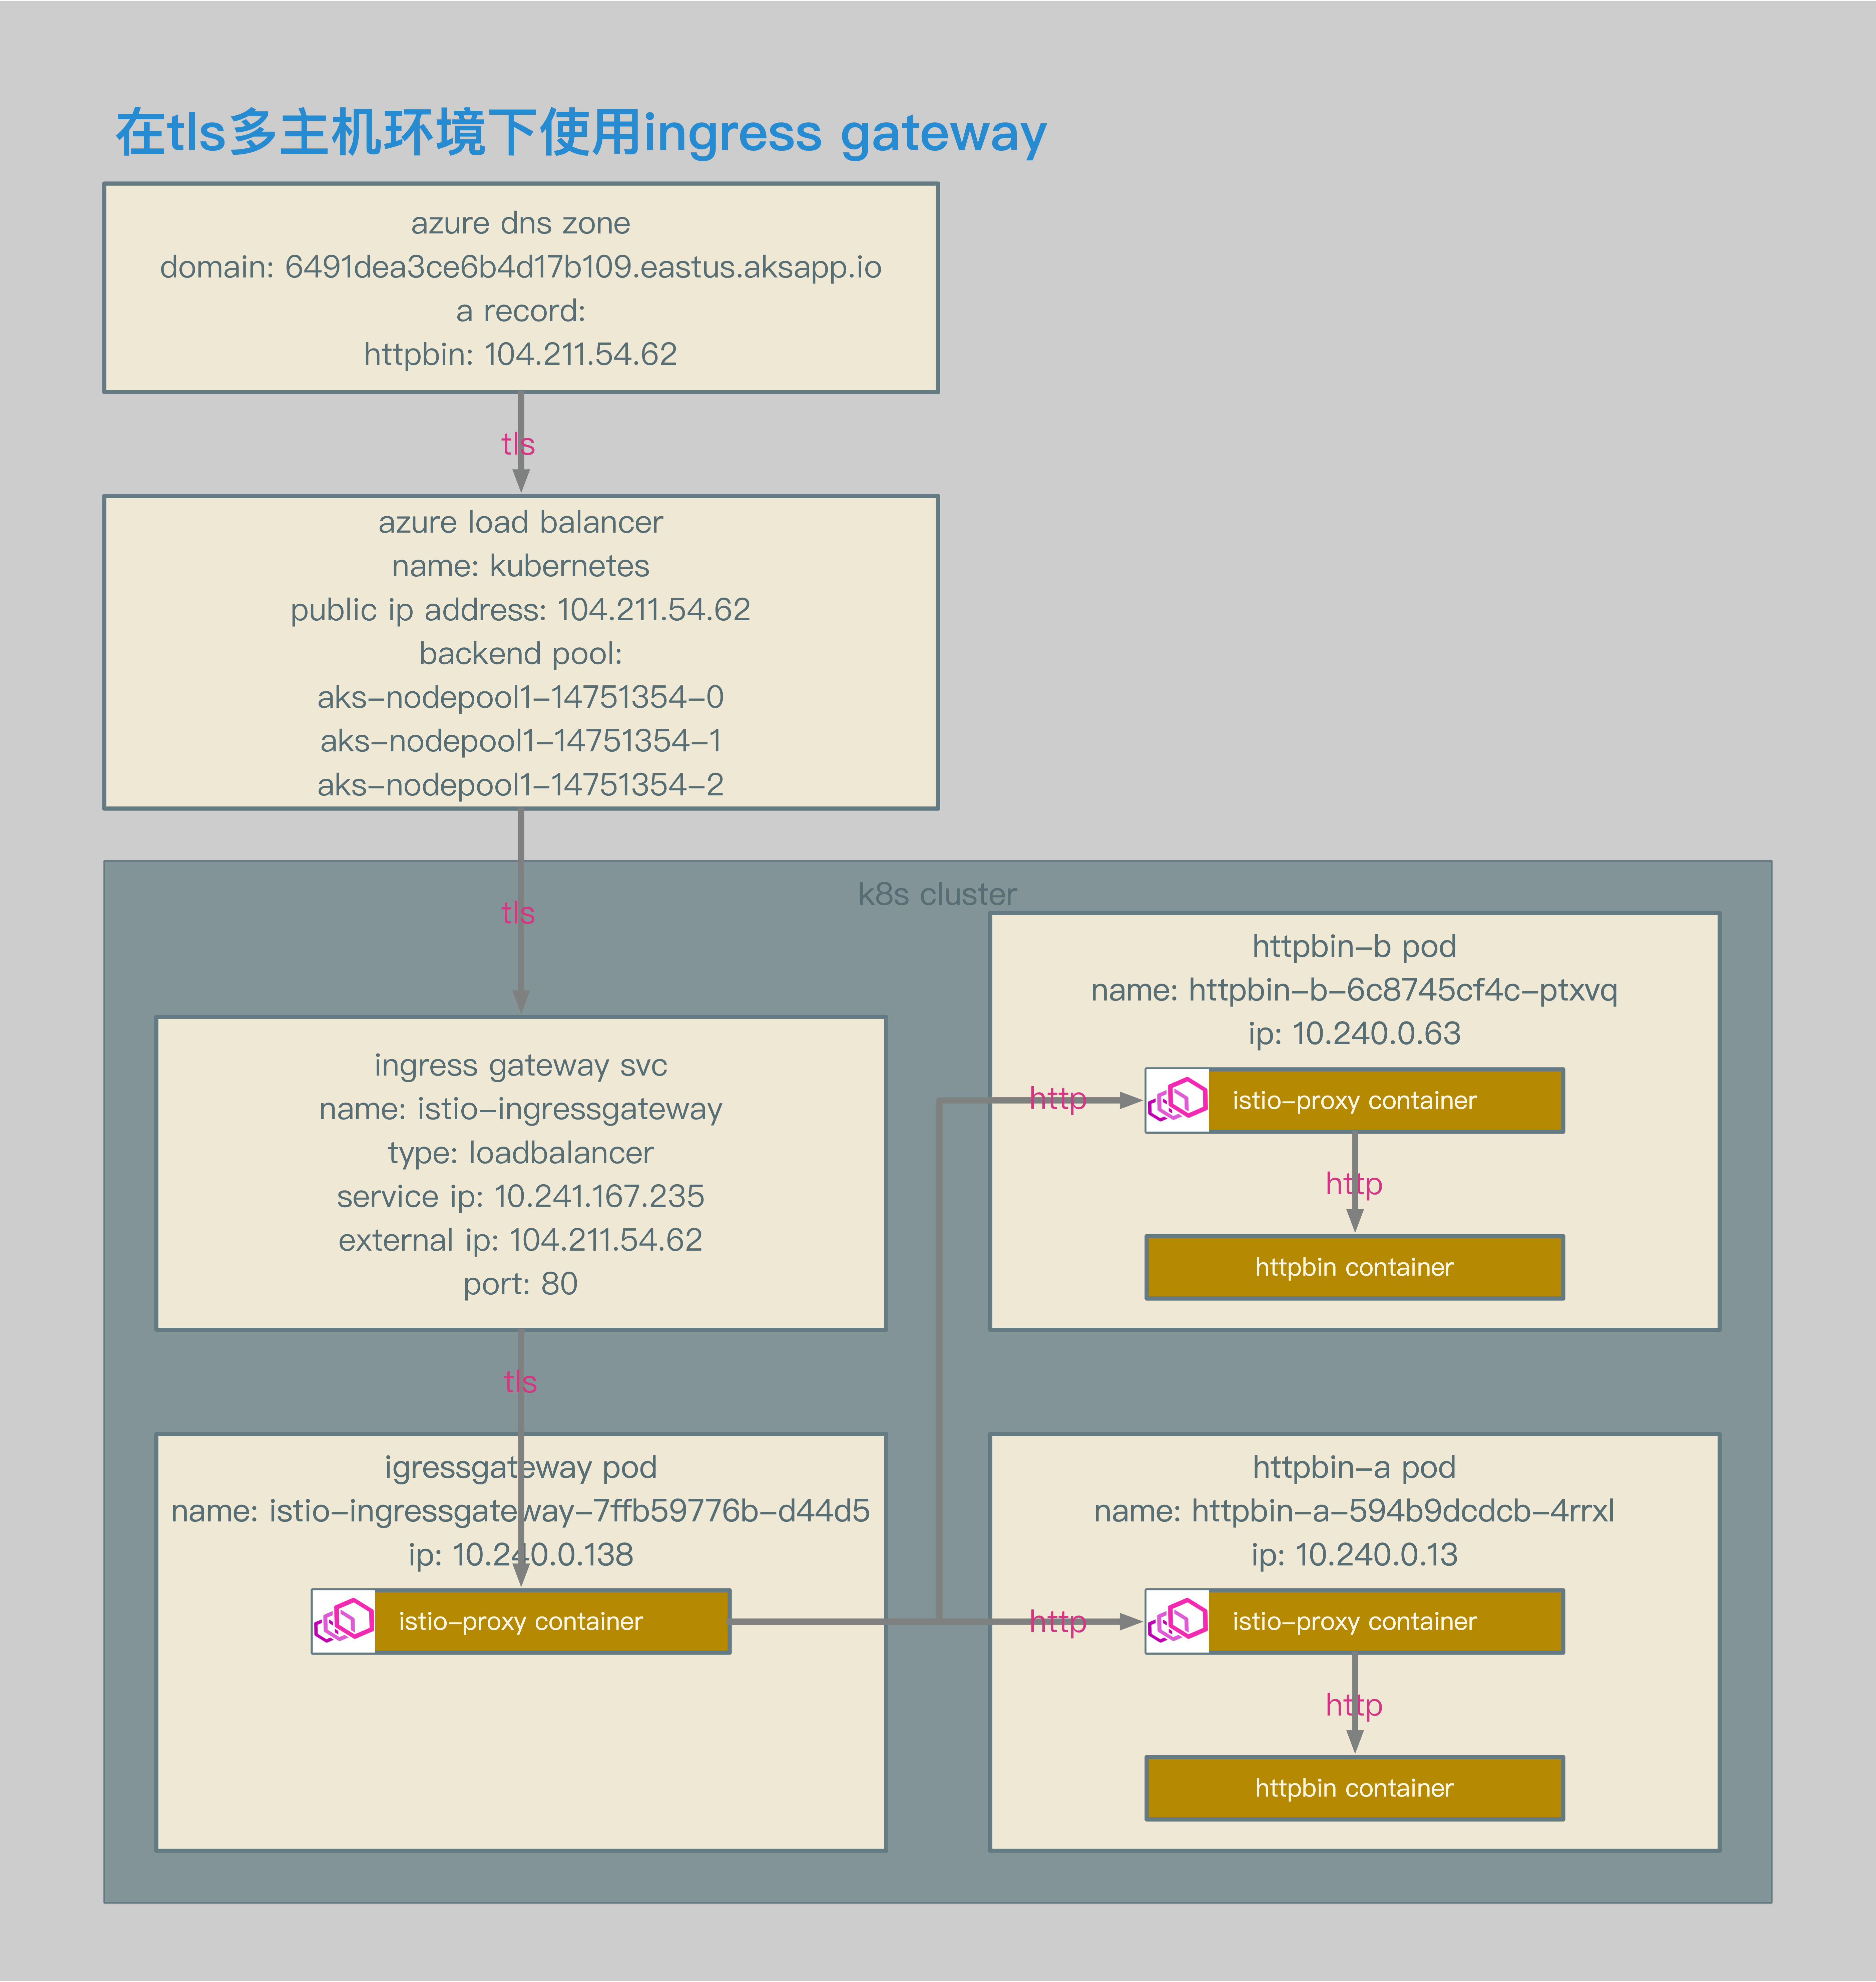 在tls多主机环境下使用ingress gateway
azure dns zone
domain: 6491dea3ce6b4d17b109.eastus.aksapp.io
a record:
httpbin: 104.211.54.62
tls
azure load balancer
name: kubernetes
public ip address: 104.211.54.62
backend pool:
aks-nodepool1-14751354-0
aks-nodepool1-14751354-1
aks-nodepool1-14751354-2
tls
k8s cluster
ingress gateway svc
name: istio-ingressgateway
type: loadbalancer
service ip: 10.241.167.235
external ip: 104.211.54.62
port: 80
tls
igressgateway pod
name: istio-ingressgateway-7ffb59776b-d44d5
ip: 10.240.0.138
istio-proxy container
http
httpbin-b pod
name: httpbin-b-6c8745cf4c-ptxvq
ip: 10.240.0.63
istio-proxy container
http
httpbin container
http
httpbin-a pod
name: httpbin-a-594b9dcdcb-4rrxl
ip: 10.240.0.13
istio-proxy container
http
httpbin container